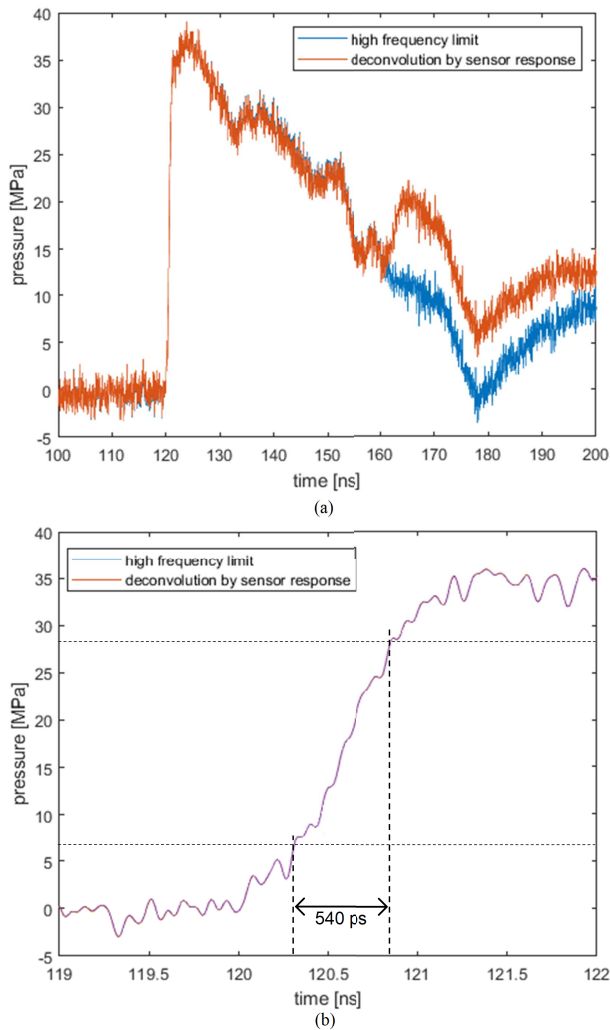 40
35
30
25
20
15
10
5
0
-5
pressure [MPa]
high frequency limit
deconvolution by sensor response
100 110 120 130 140 150 160 170 180 190 200
time [ns]
(a)
40
35
30
25
20
15
10
5
0
-5
pressure [MPa]
high frequency limit
deconvolution by sensor response
540 ps
119 119.5 120 120.5 121 121.5 122
time [ns]
(b)